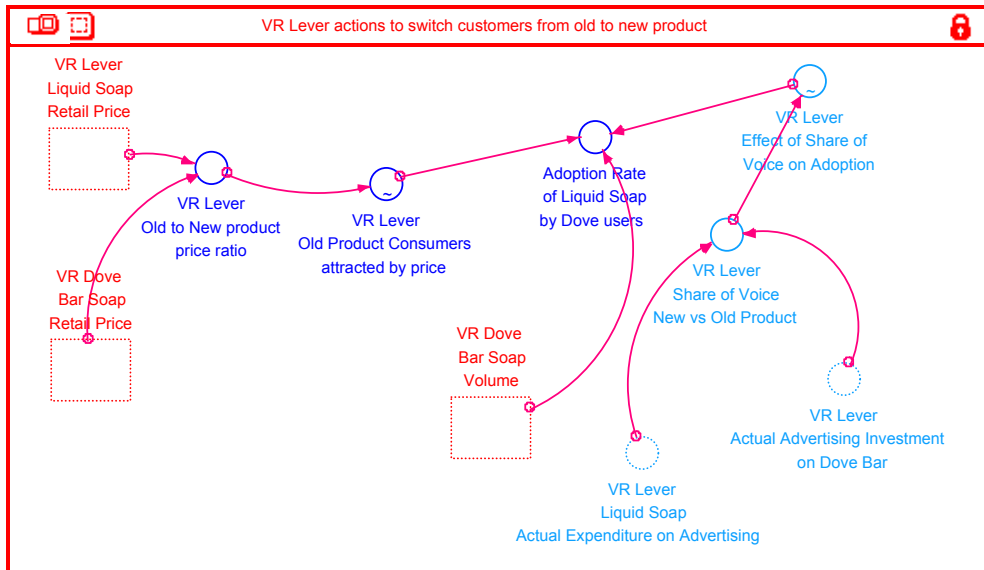 VR Lever actions to switch customers from old to new product
VR Lever
Liquid Soap
Retail Price
VR Lever
Old to New product
price ratio
VR Dove
Bar Soap
Retail Price
~
VR Lever
Old Product Consumers
attracted by price
Adoption Rate
of Liquid Soap
by Dove users
~
VR Lever
Effect of Share of
Voice on Adoption
VR Lever
Share of Voice
New vs Old Product
VR Dove
Bar Soap
Volume
VR Lever
Actual Advertising Investment
on Dove Bar
VR Lever
Liquid Soap
Actual Expenditure on Advertising